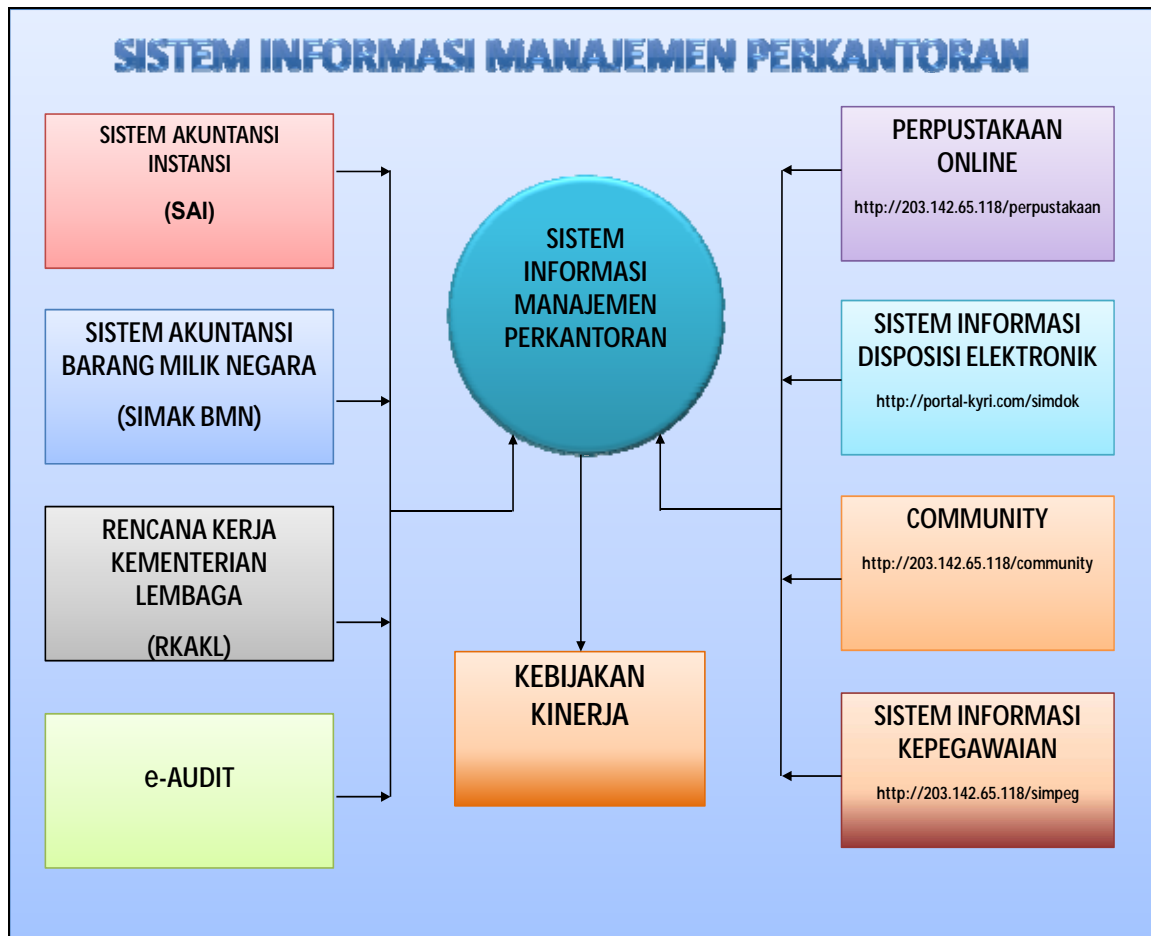 SISTEM INFORMASI MANAJEMEN PERKANTORAN
SISTEM AKUNTANSI
INSTANSI
(SAI)
SISTEM AKUNTANSI
BARANG MILIK NEGARA
(SIMAK BMN)
RENCANA KERJA
KEMENTERIAN
LEMBAGA
(RKAKL)
e-AUDIT
SISTEM
INFORMASI
MANAJEMEN
PERKANTORAN
KEBIJAKAN
KINERJA
PERPUSTAKAAN
ONLINE
http://203.142.65.118/perpustakaan
SISTEM INFORMASI
DISPOSISI ELEKTRONIK
http://portal-kyri.com/simdok
COMMUNITY
http://203.142.65.118/community
SISTEM INFORMASI
KEPEGAWAIAN
http://203.142.65.118/simpeg